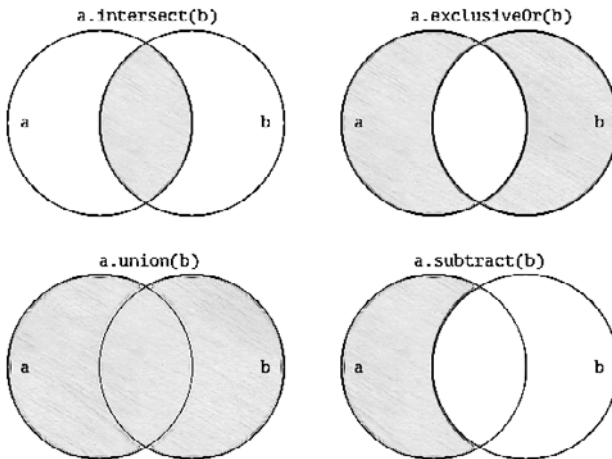 a.intersect(b)
a b
a.exclusiveOr(b)
a b
a.union(b)
a b
a.subtract(b)
a b